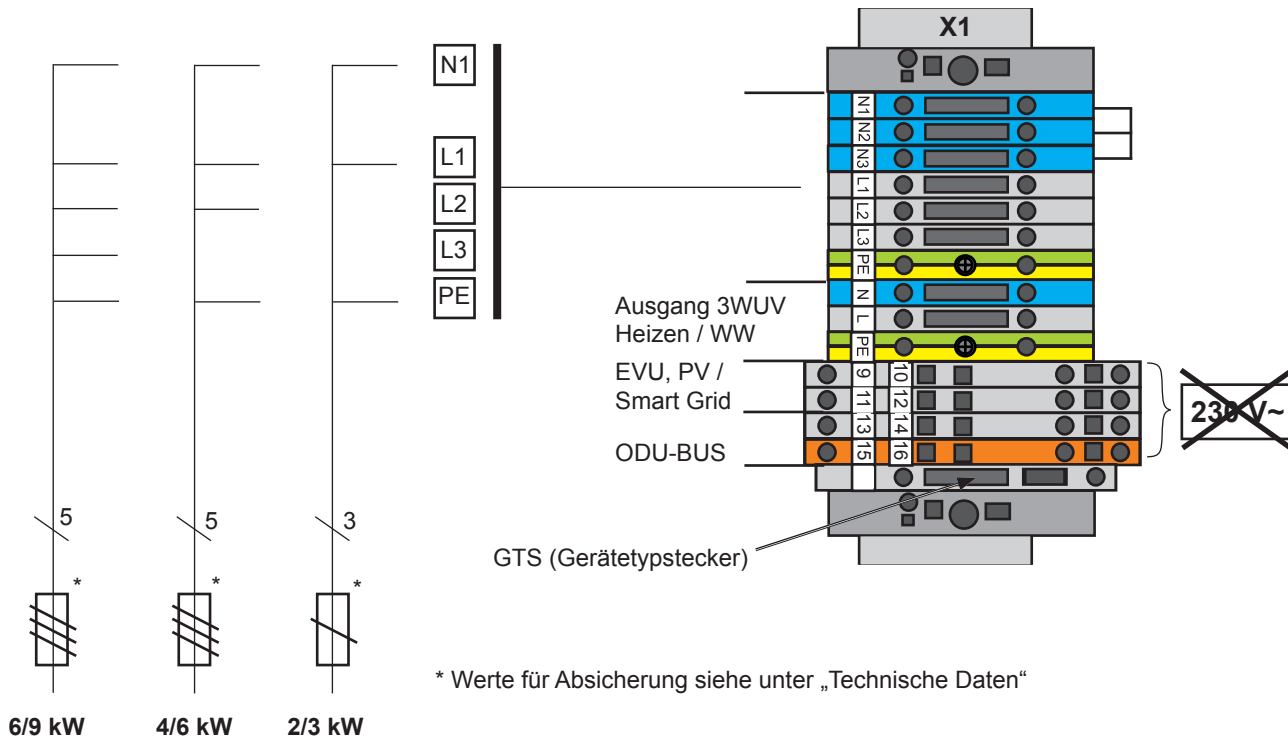 X1
N1
L1
L2
L3
PE
N1
N2
N3
L1
L2
L3
PE
N
L
PE
9 10
11 12
13 14
15 16
Ausgang 3WUV
Heizen / WW
EVU, PV /
Smart Grid
ODU-BUS
230 V~
GTS (Gerätetypstecker)
5
5
3
*
*
*
* Werte für Absicherung siehe unter „Technische Daten“
6/9 kW
4/6 kW
2/3 kW